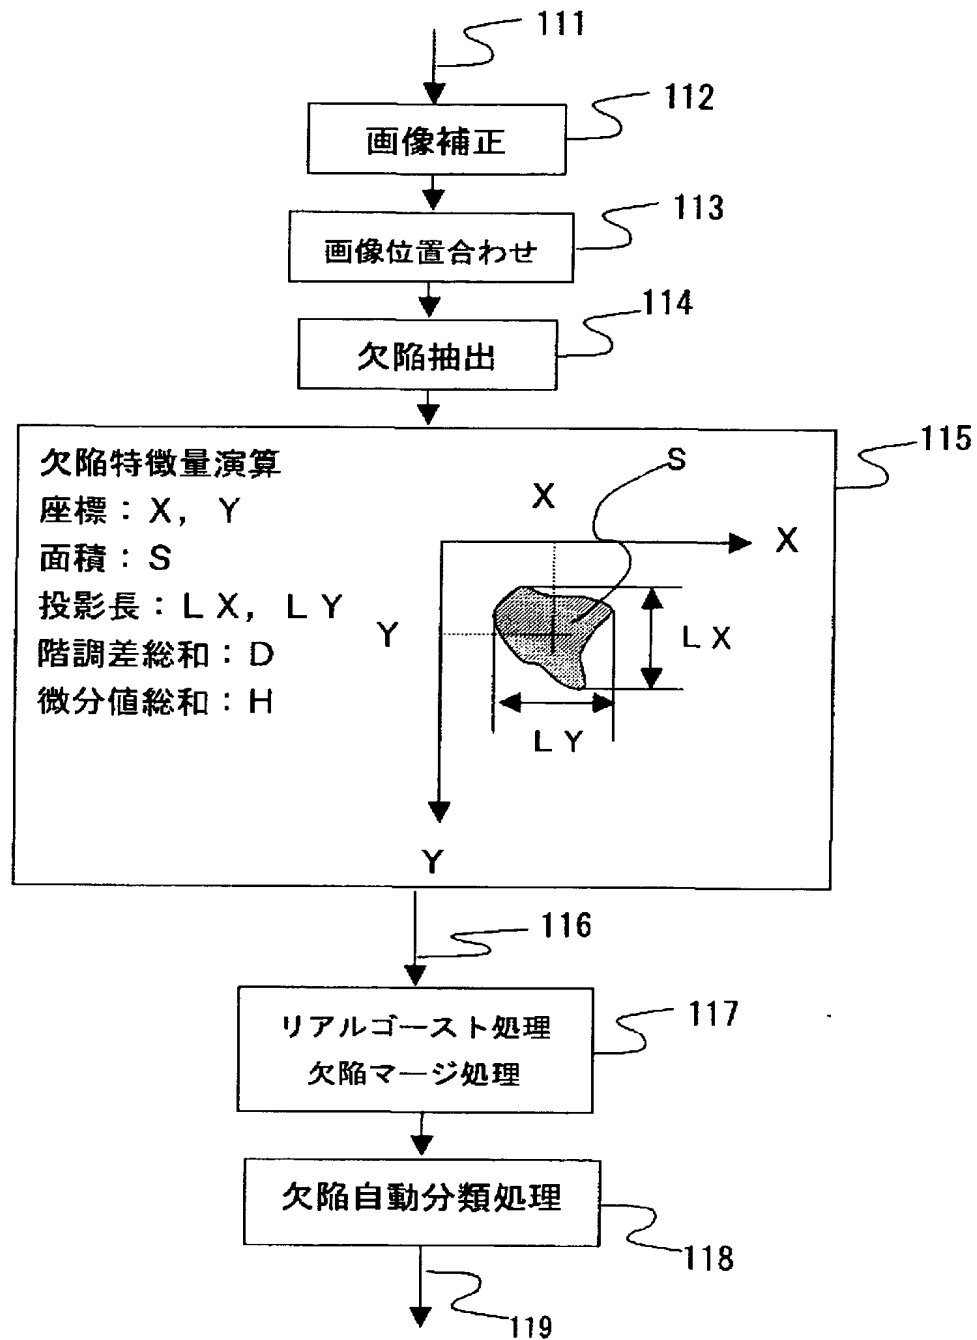 111
112
画像補正
113
画像位置合わせ
114
欠陥抽出
115
欠陥特徴量演算
座標：X，Y
面積：S
投影長：LX，LY
階調差総和：D
微分値総和：H
S
X
X
Y
LX
LY
Y
116
リアルゴースト処理
欠陥マージ処理
117
欠陥自動分類処理
118
119